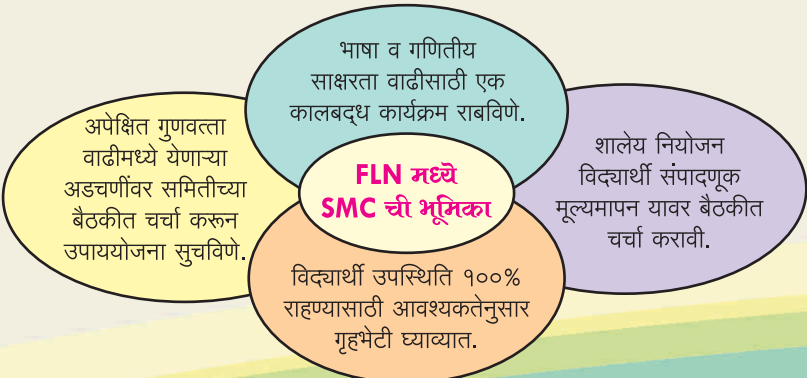 भाषा व गणितीय
साक्षरता वाढीसाठी एक
कालबद्ध कार्यक्रम राबविणे.
अपेक्षित गुणवत्ता
वाढीमध्ये येणाऱ्या
अडचणींवर समितीच्या
बैठकीत चर्चा करून
उपाययोजना सुचविणे.
FLN मध्ये
SMC ची भूमिका
शालेय नियोजन
विद्यार्थी संपादणूक
मूल्यमापन यावर बैठकीत
चर्चा करावी.
विद्यार्थी उपस्थिति १००%
राहण्यासाठी आवश्यकतेनुसार
गृहभेटी घ्याव्यात.